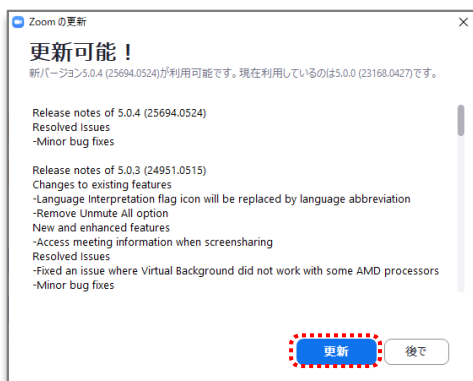 Zoom の更新
更新可能！
新バージョン5.0.4 (25694.0524)が利用可能です。現在利用しているのは5.0.0 (23168.0427)です。
Release notes of 5.0.4 (25694.0524)
Resolved Issues
-Minor bug fixes
Release notes of 5.0.3 (24951.0515)
Changes to existing features
-Language Interpretation flag icon will be replaced by language abbreviation
-Remove Unmute All option
New and enhanced features
-Access meeting information when screensharing
Resolved Issues
-Fixed an issue where Virtual Background did not work with some AMD processors
-Minor bug fixes
更新 後で